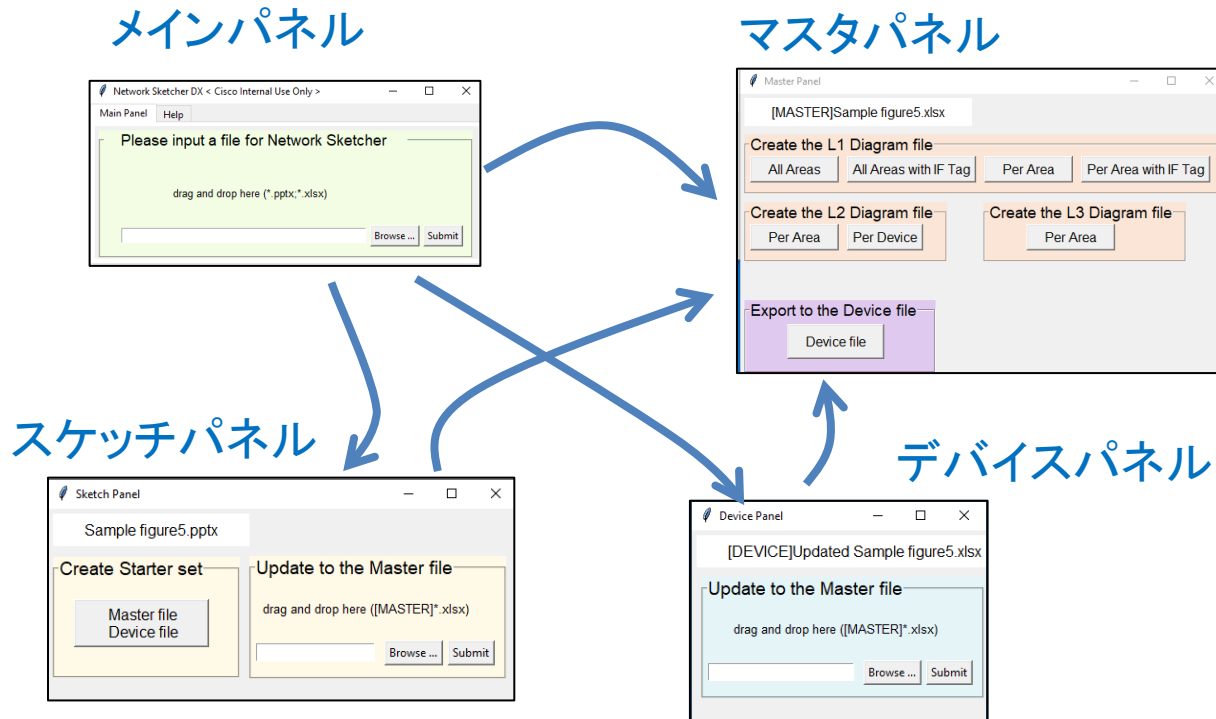 メインパネル
Network Sketcher DX < Cisco Internal Use Only >
Main Panel Help
Please input a file for Network Sketcher
drag and drop here (*.pptx;*.xlsx)
Browse ... Submit
マスタパネル
Master Panel
[MASTER]Sample figure5.xlsx
Create the L1 Diagram file
All Areas All Areas with IF Tag Per Area Per Area with IF Tag
Create the L2 Diagram file Create the L3 Diagram file
Per Area Per Device Per Area
Export to the Device file
Device file
スケッチパネル
Sketch Panel
Sample figure5.pptx
Create Starter set
Master file
Device file
Update to the Master file
drag and drop here ([MASTER]*.xlsx)
Browse ... Submit
デバイスパネル
Device Panel
[DEVICE]Updated Sample figure5.xlsx
Update to the Master file
drag and drop here ([MASTER]*.xlsx)
Browse ... Submit